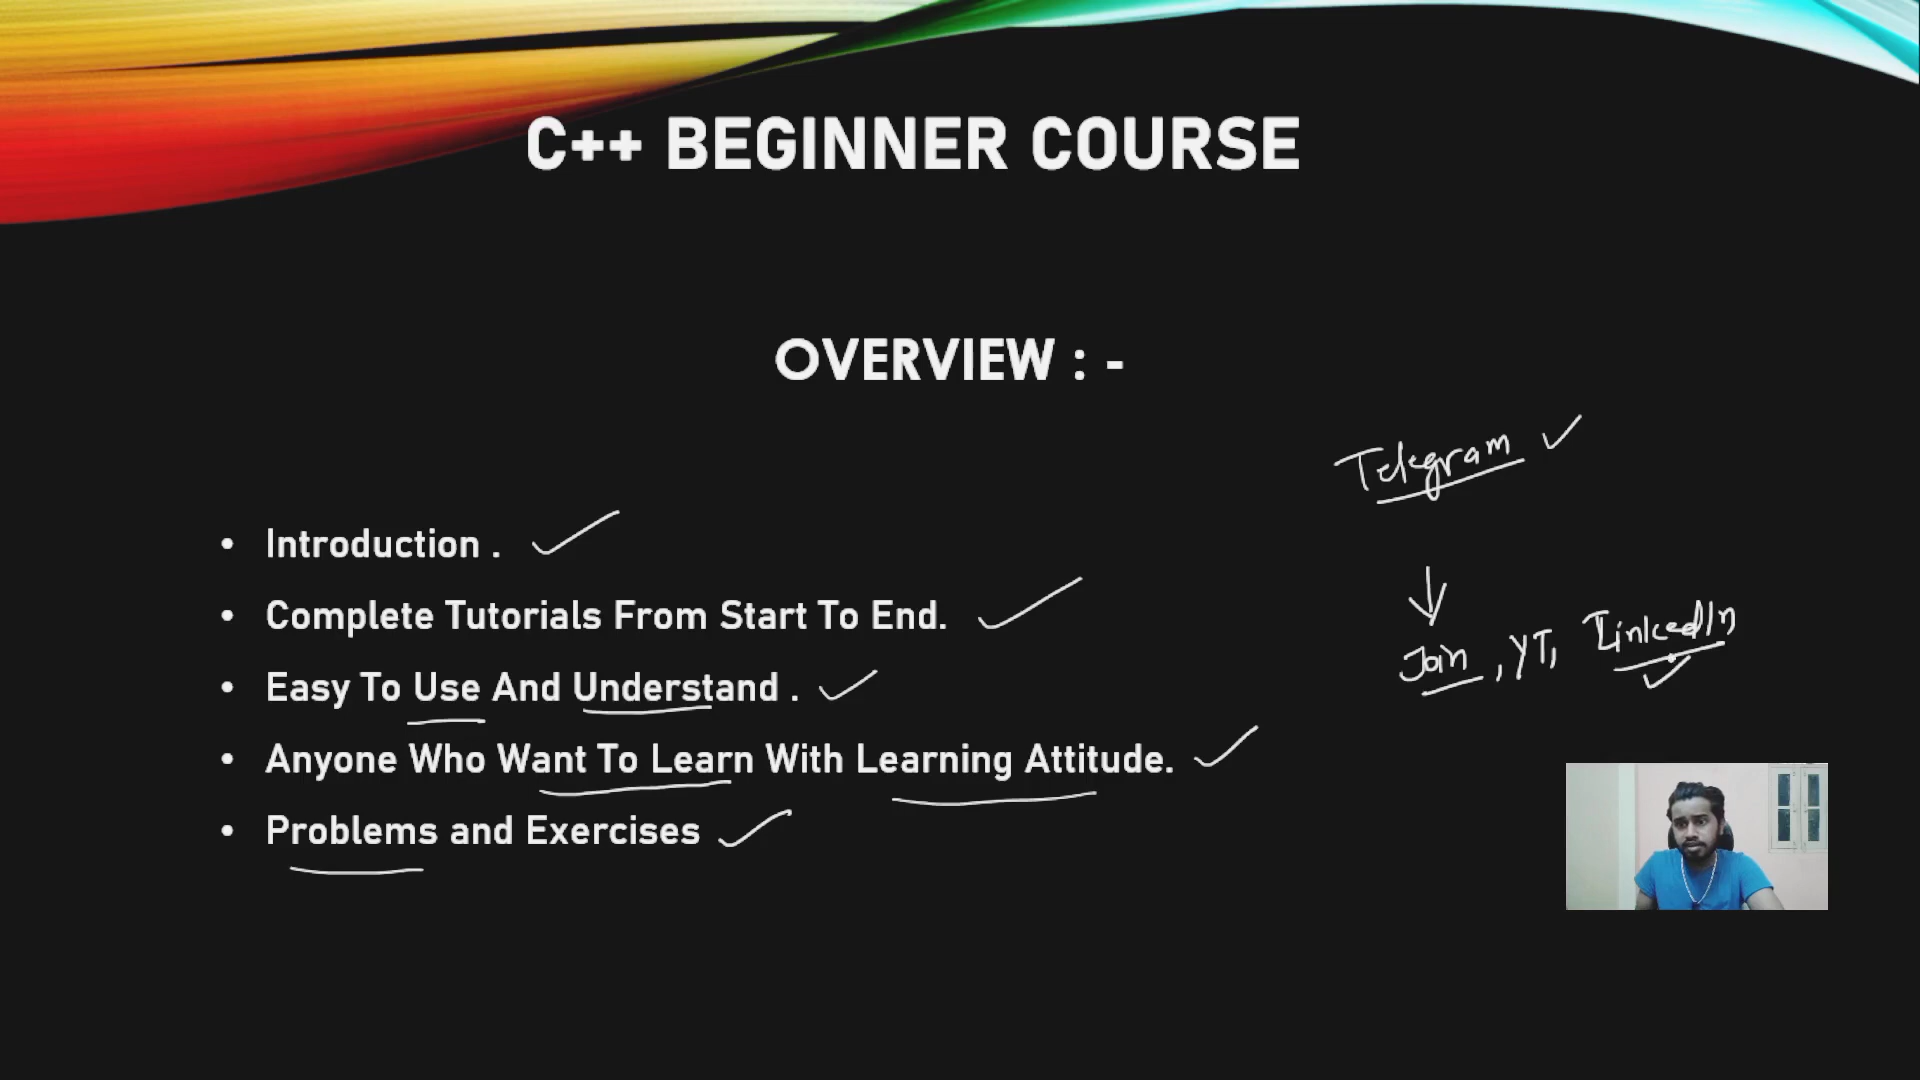 C++ BEGINNER COURSE
OVERVIEW : -
Telegram
• Introduction .
• Complete Tutorials From Start To End.
Join , YT, LinkedIn
• Easy To Use And Understand .
• Anyone Who Want To Learn With Learning Attitude.
• Problems and Exercises